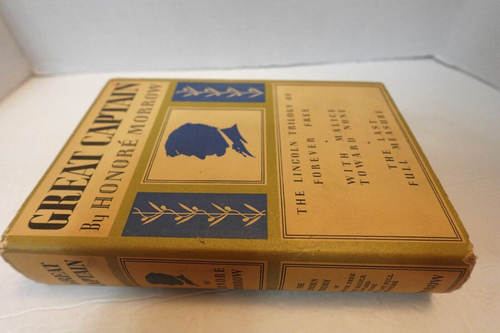 GREAT CAPTAIN
By HONORÉ MORROW
THE LINCOLN TRILOGY OF
FOREVER FREE
WITH MALICE
TOWARD NONE
THE LAST
FULL MEASURE
CAPTAIN
HONORÉ
MORROW
THE